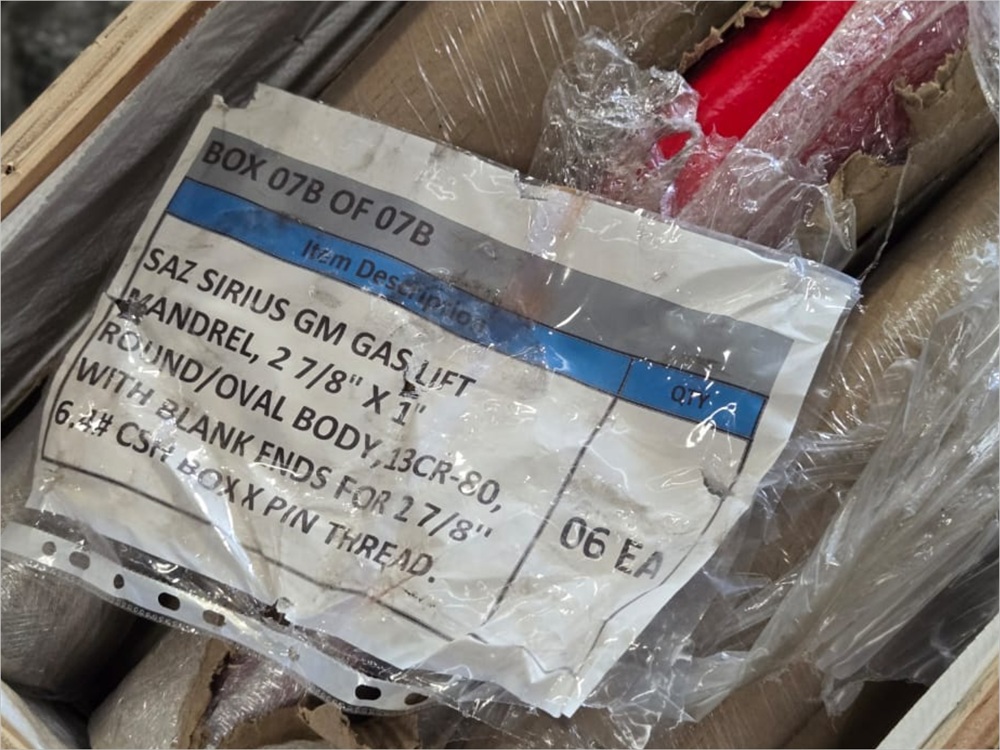 BOX 07B OF 07B
Item Description
QTY
SAZ SIRIUS GM GAS LIFT
MANDREL, 2 7/8" X 1"
ROUND/OVAL BODY,13CR-80,
WITH BLANK ENDS FOR 2 7/8"
6.4# CSH BOX X PIN THREAD.
06 EA